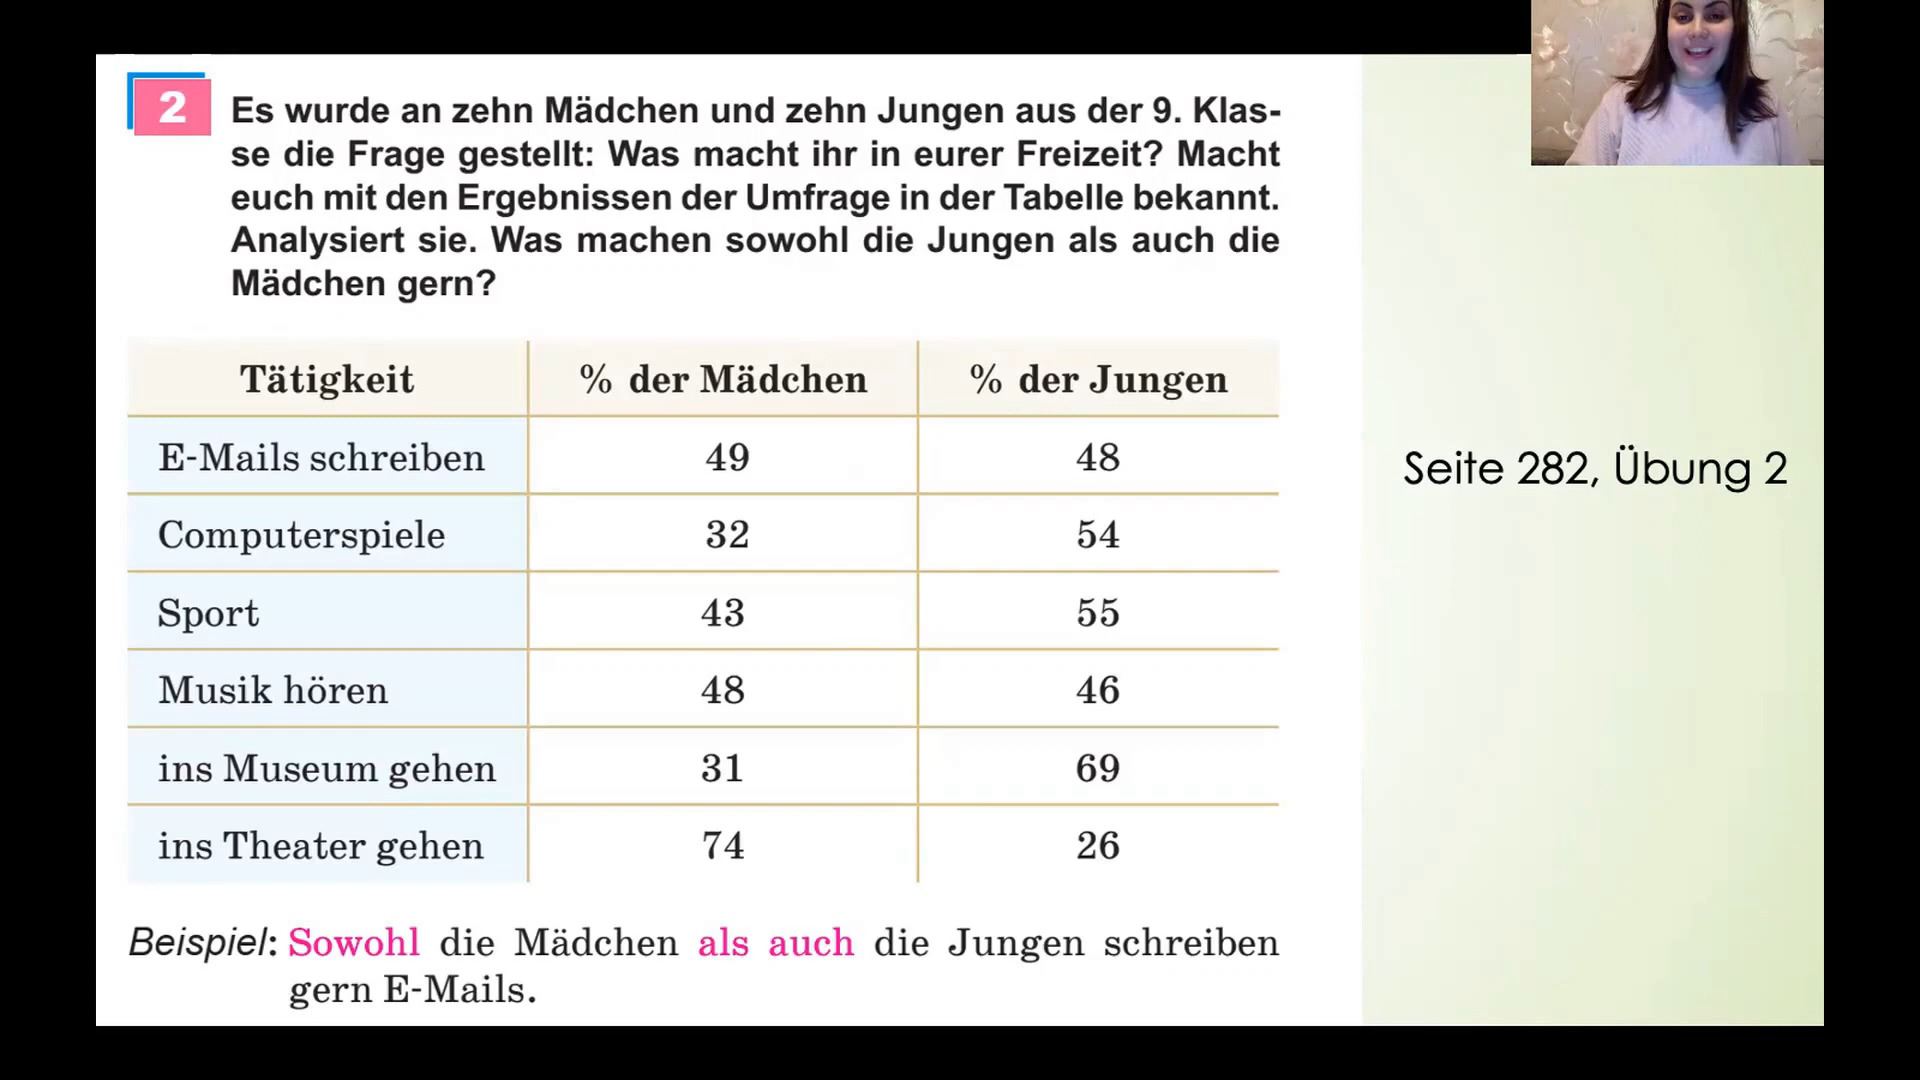 2
Es wurde an zehn Mädchen und zehn Jungen aus der 9. Klas-
se die Frage gestellt: Was macht ihr in eurer Freizeit? Macht
euch mit den Ergebnissen der Umfrage in der Tabelle bekannt.
Analysiert sie. Was machen sowohl die Jungen als auch die
Mädchen gern?
Tätigkeit % der Mädchen % der Jungen
E-Mails schreiben 49 48
Computerspiele 32 54
Sport 43 55
Musik hören 48 46
ins Museum gehen 31 69
ins Theater gehen 74 26
Beispiel: Sowohl die Mädchen als auch die Jungen schreiben
gern E-Mails.
Seite 282, Übung 2